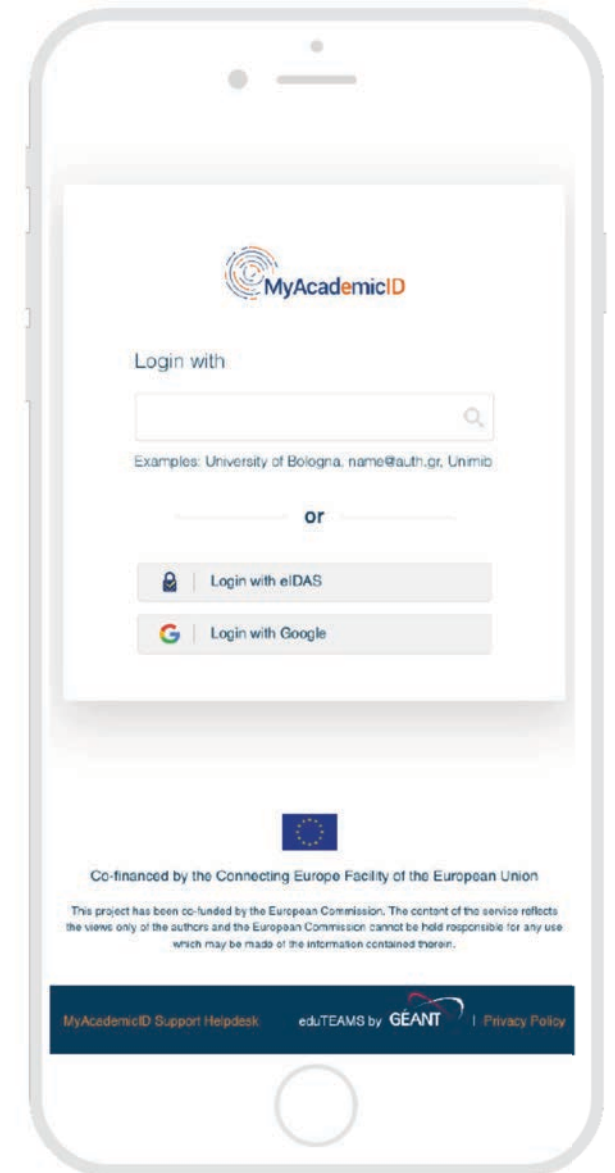 MyAcademicID
Login with
Examples: University of Bologna, name@auth.gr, Unimib
or
Login with eIDAS
Login with Google
Co-financed by the Connecting Europe Facility of the European Union
This project has been co-funded by the European Commission. The content of the service reflects
the views only of the authors and the European Commission cannot be held responsible for any use
which may be made of the information contained therein.
MyAcademicID Support Helpdesk eduTEAMS by GÉANT | Privacy Policy